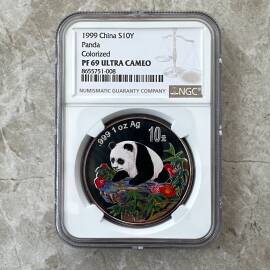 1999 China S10Y
Panda
Colorized
PF 69 ULTRA CAMEO
8655751-008
NUMISMATIC GUARANTY COMPANY
NGC
.999 1 oz Ag 10元